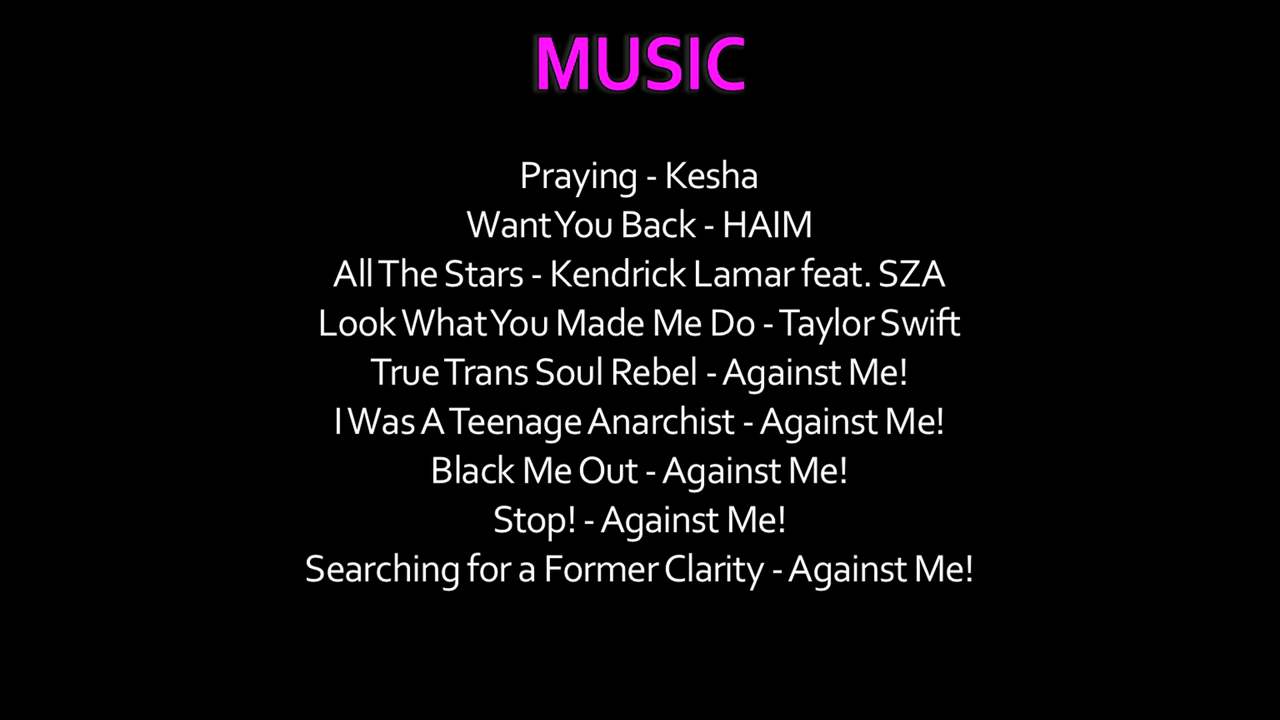 MUSIC
Praying - Kesha
Want You Back - HAIM
All The Stars - Kendrick Lamar feat. SZA
Look What You Made Me Do - Taylor Swift
True Trans Soul Rebel - Against Me!
I Was A Teenage Anarchist - Against Me!
Black Me Out - Against Me!
Stop! - Against Me!
Searching for a Former Clarity - Against Me!